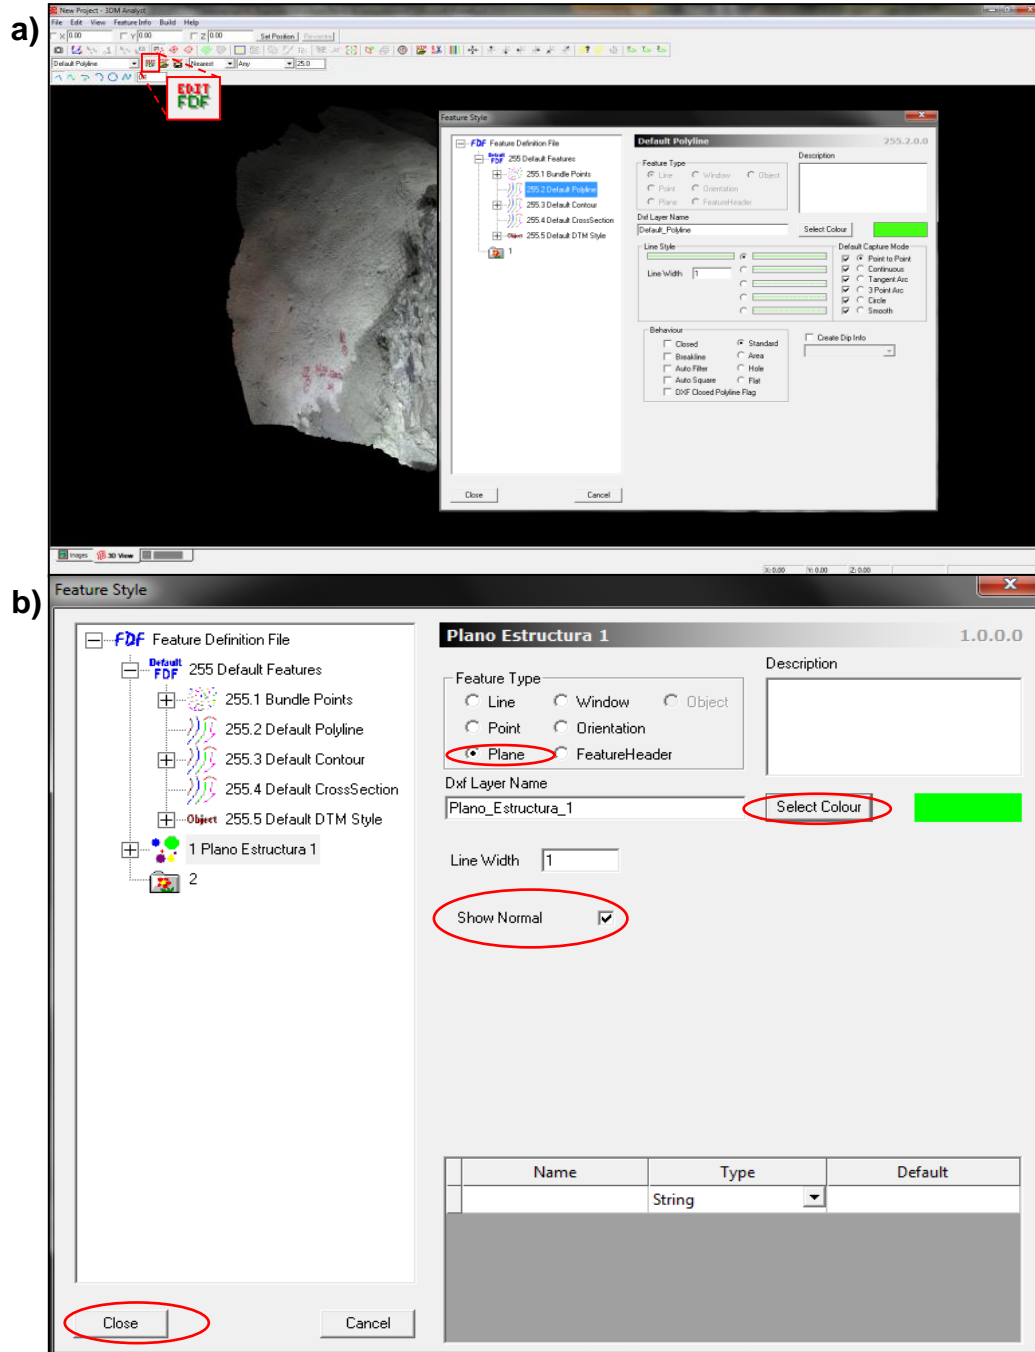 a)
New Project - 3DM Analyst
File Edit View Feature Info Build Help
X 0.00 Y 0.00 Z 0.00 Set Position
Default Polyline Nearest Any 25.0
EDIT
FDF
Feature Style
FDF Feature Definition File
Default FDF 255 Default Features
255.1 Bundle Points
255.2 Default Polyline
255.3 Default Contour
255.4 Default CrossSection
Object 255.5 Default DTM Style
1
Close Cancel
Default Polyline 255.2.0.0
Feature Type Description
Line Window Object
Point Orientation
Plane FeatureHeader
Dxf Layer Name
Default_Polyline Select Colour
Line Style Default Capture Mode
Point to Point
Line Width 1 Continuous
Tangent Arc
3 Point Arc
Circle
Smooth
Behaviour
Closed Standard Create Dip Info
Breakline Area
Auto Filter Hole
Auto Square Flat
DXF Closed Polyline Flag
Images 3D View
X: 0.00 Y: 0.00 Z: 0.00
b)
Feature Style
FDF Feature Definition File
Default FDF 255 Default Features
255.1 Bundle Points
255.2 Default Polyline
255.3 Default Contour
255.4 Default CrossSection
Object 255.5 Default DTM Style
1 Plano Estructura 1
2
Close Cancel
Plano Estructura 1 1.0.0.0
Feature Type Description
Line Window Object
Point Orientation
Plane FeatureHeader
Dxf Layer Name
Plano_Estructura_1 Select Colour
Line Width 1
Show Normal
Name Type Default
String